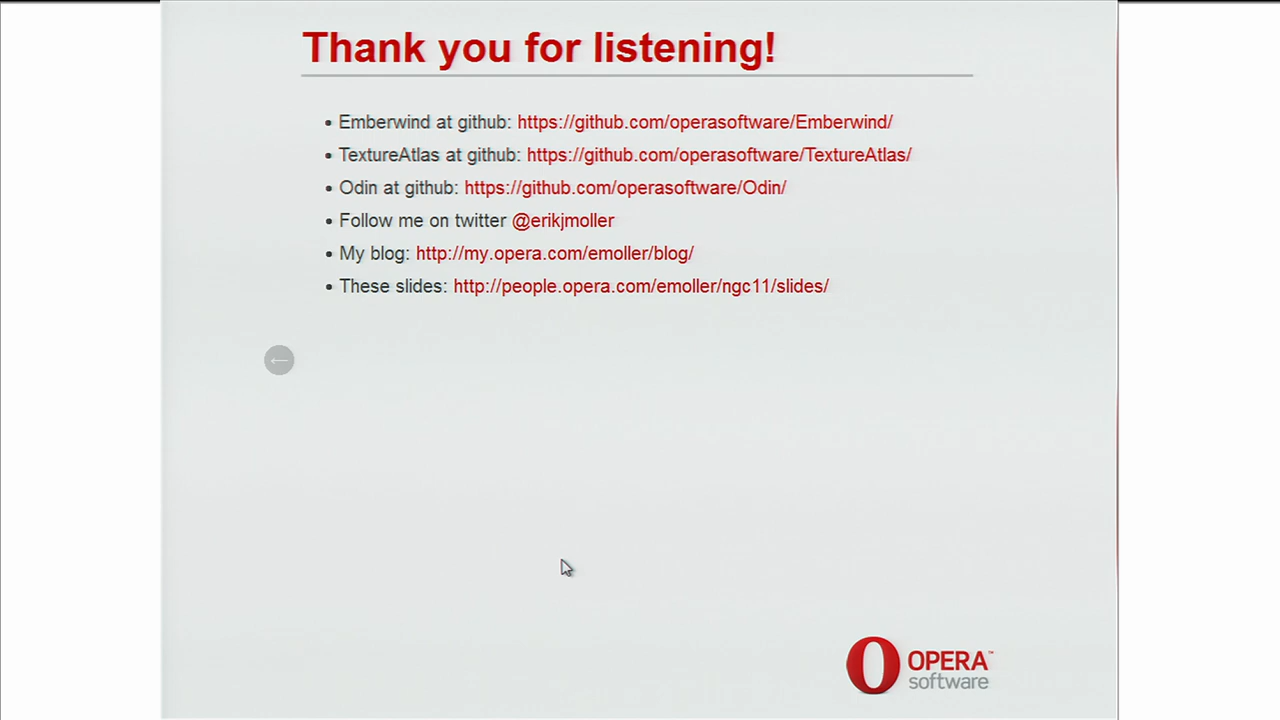 Thank you for listening!
• Emberwind at github: https://github.com/operasoftware/Emberwind/
• TextureAtlas at github: https://github.com/operasoftware/TextureAtlas/
• Odin at github: https://github.com/operasoftware/Odin/
• Follow me on twitter @erikjmoller
• My blog: http://my.opera.com/emoller/blog/
• These slides: http://people.opera.com/emoller/ngc11/slides/
←
OPERA™
software